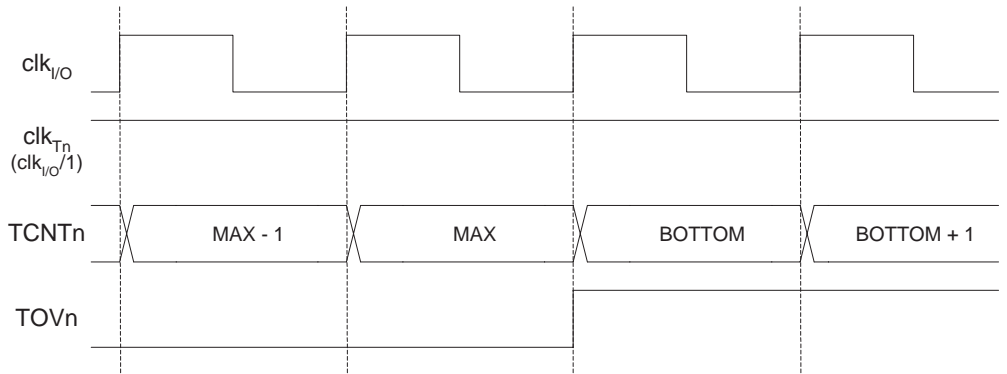 clkI/O
clkTn
(clkI/O/1)
TCNTn MAX - 1 MAX BOTTOM BOTTOM + 1
TOVn